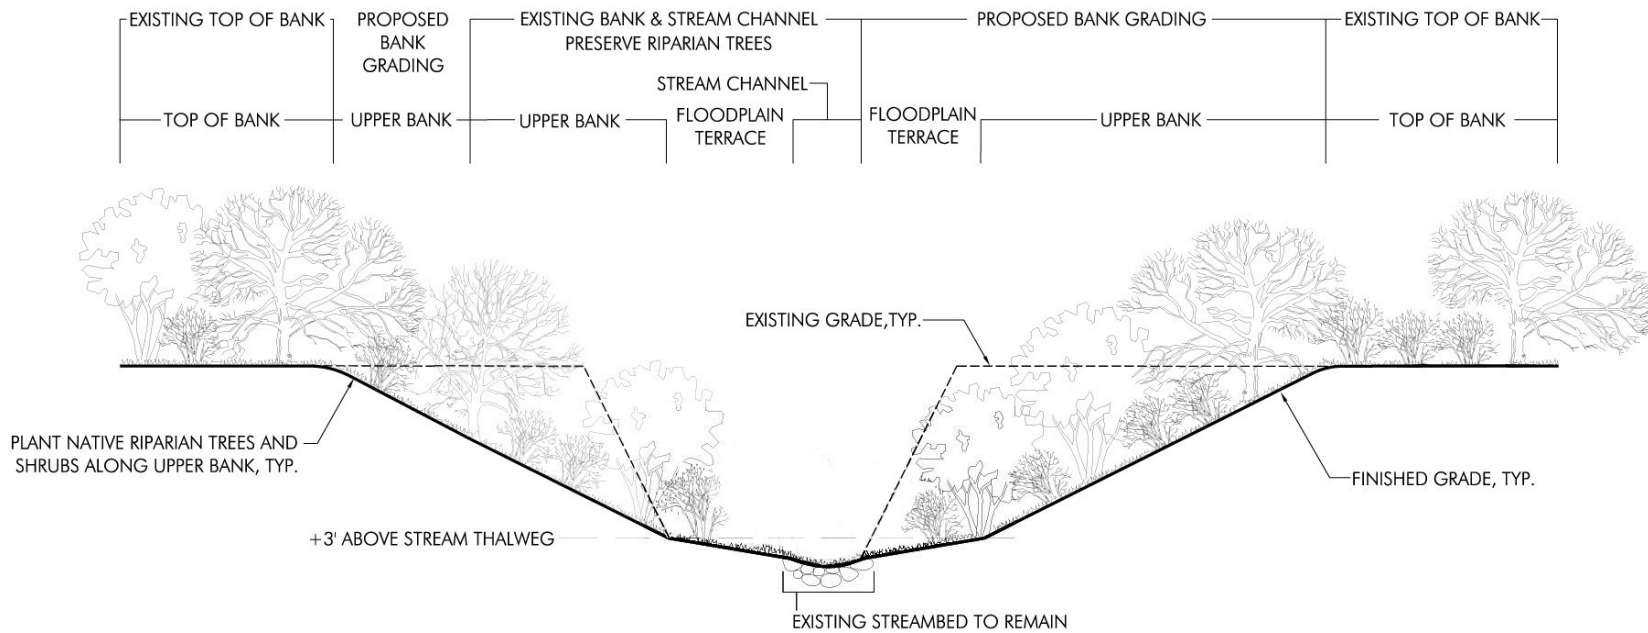 EXISTING TOP OF BANK
PROPOSED
BANK
GRADING
EXISTING BANK & STREAM CHANNEL
PRESERVE RIPARIAN TREES
PROPOSED BANK GRADING
EXISTING TOP OF BANK
STREAM CHANNEL
TOP OF BANK
UPPER BANK
UPPER BANK
FLOODPLAIN
TERRACE
FLOODPLAIN
TERRACE
UPPER BANK
TOP OF BANK
EXISTING GRADE,TYP.
PLANT NATIVE RIPARIAN TREES AND
SHRUBS ALONG UPPER BANK, TYP.
FINISHED GRADE, TYP.
+3' ABOVE STREAM THALWEG
EXISTING STREAMBED TO REMAIN